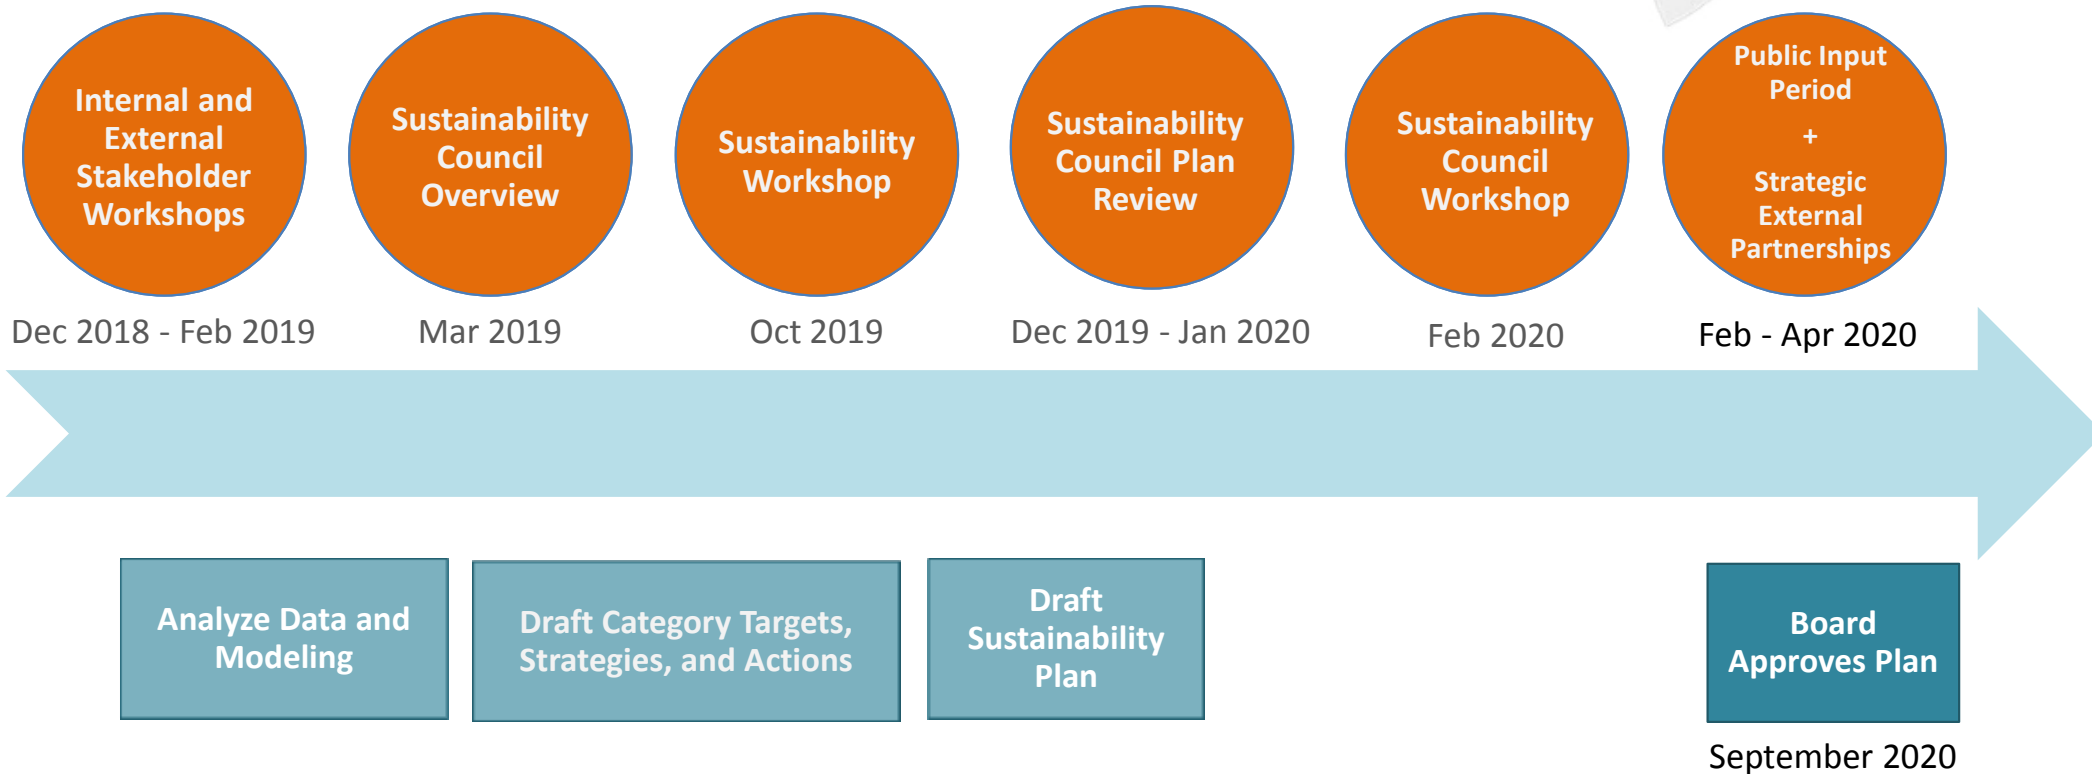 Internal and
External
Stakeholder
Workshops
Sustainability
Council
Overview
Sustainability
Workshop
Sustainability
Council Plan
Review
Sustainability
Council
Workshop
Public Input
Period
+
Strategic
External
Partnerships
Dec 2018 - Feb 2019
Mar 2019
Oct 2019
Dec 2019 - Jan 2020
Feb 2020
Feb - Apr 2020
Analyze Data and
Modeling
Draft Category Targets,
Strategies, and Actions
Draft
Sustainability
Plan
Board
Approves Plan
September 2020